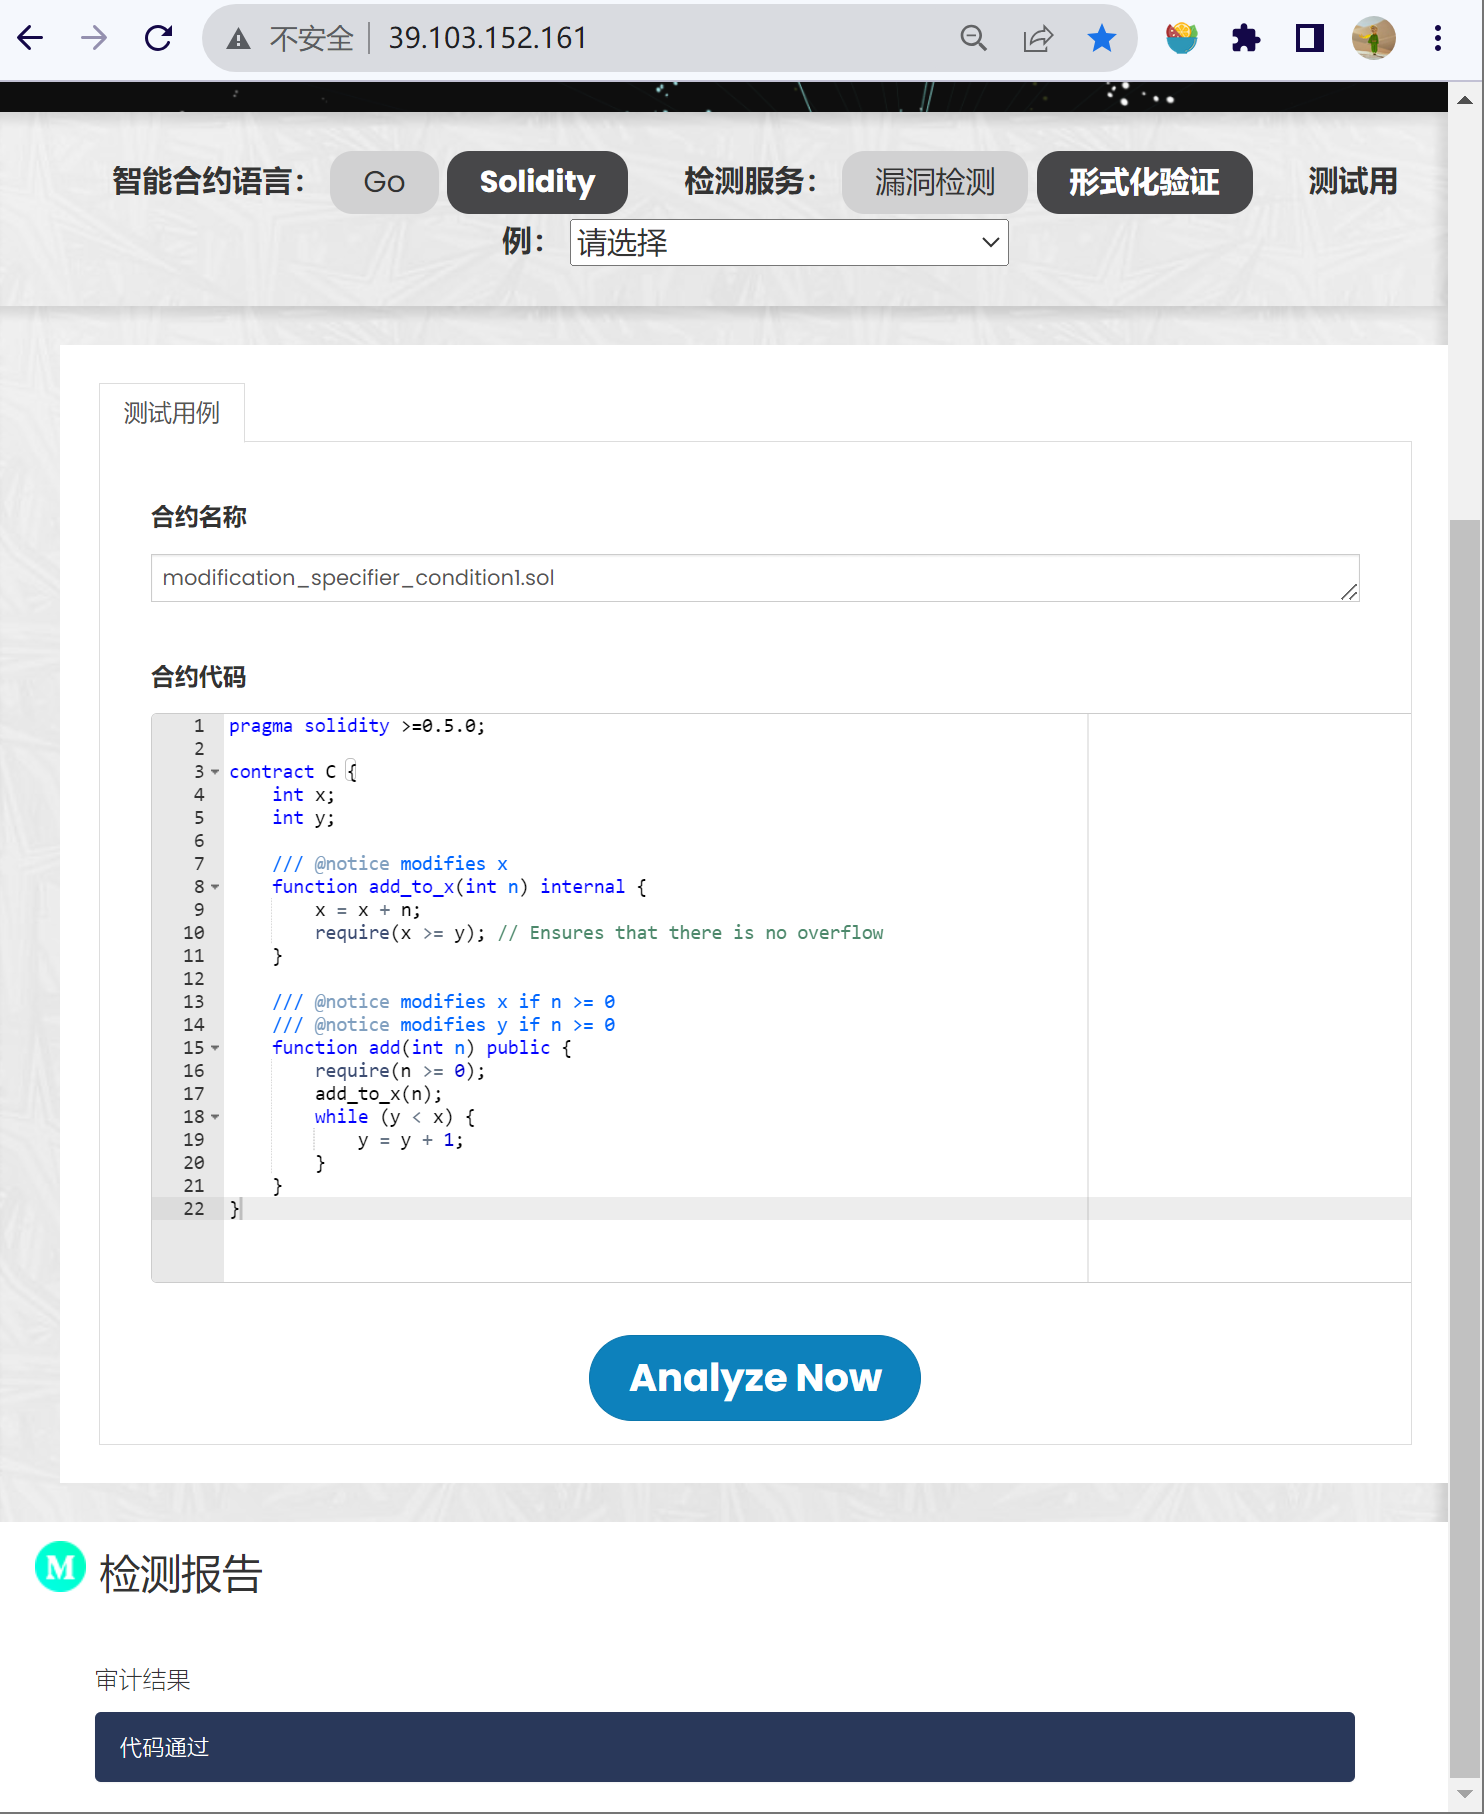 不安全 39.103.152.161
智能合约语言： Go Solidity 检测服务： 漏洞检测 形式化验证 测试用
例： 请选择
测试用例
合约名称
modification_specifier_condition1.sol
合约代码
1 pragma solidity >=0.5.0;
2
3 contract C {
4     int x;
5     int y;
6
7     /// @notice modifies x
8     function add_to_x(int n) internal {
9         x = x + n;
10         require(x >= y); // Ensures that there is no overflow
11     }
12
13     /// @notice modifies x if n >= 0
14     /// @notice modifies y if n >= 0
15     function add(int n) public {
16         require(n >= 0);
17         add_to_x(n);
18         while (y < x) {
19             y = y + 1;
20         }
21     }
22 }
Analyze Now
M 检测报告
审计结果
代码通过